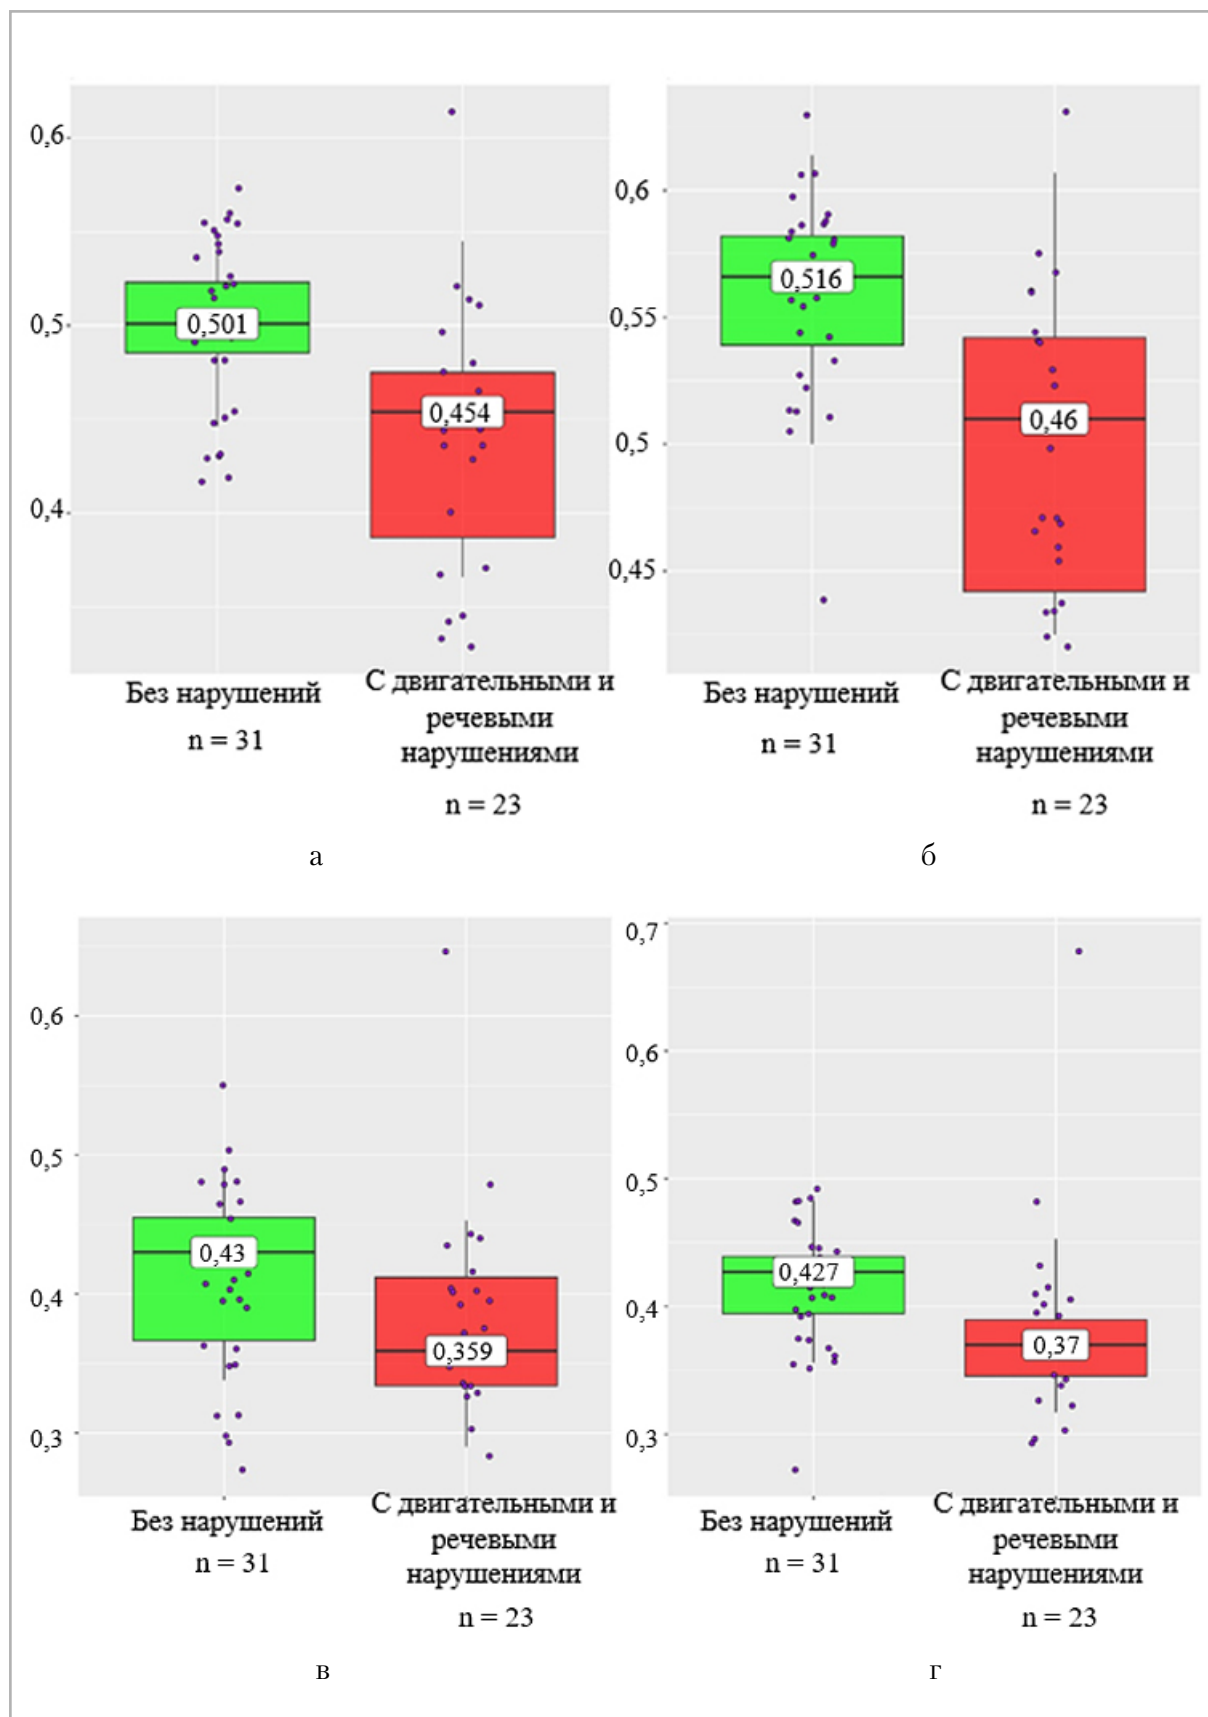 0,6
0,5
0,4
0,501
0,454
Без нарушений
n = 31
С двигательными и
речевыми
нарушениями
n = 23
а
0,6
0,55
0,5
0,45
0,516
0,46
Без нарушений
n = 31
С двигательными и
речевыми
нарушениями
n = 23
б
0,6
0,5
0,4
0,3
0,43
0,359
Без нарушений
n = 31
С двигательными и
речевыми
нарушениями
n = 23
в
0,7
0,6
0,5
0,4
0,3
0,427
0,37
Без нарушений
n = 31
С двигательными и
речевыми
нарушениями
n = 23
г